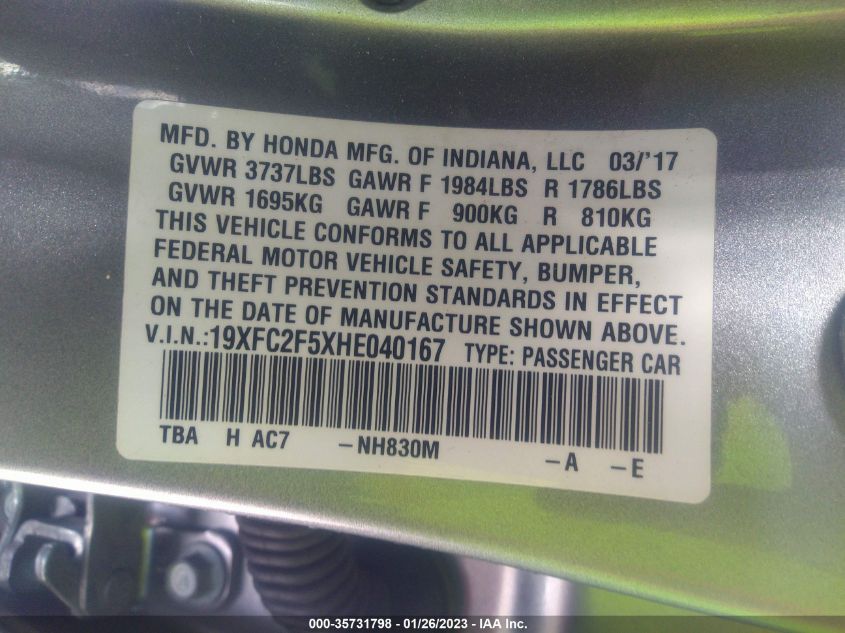 MFD. BY HONDA MFG. OF INDIANA, LLC 03/'17
GVWR 3737LBS GAWR F 1984LBS R 1786LBS
GVWR 1695KG GAWR F 900KG R 810KG
THIS VEHICLE CONFORMS TO ALL APPLICABLE
FEDERAL MOTOR VEHICLE SAFETY, BUMPER,
AND THEFT PREVENTION STANDARDS IN EFFECT
ON THE DATE OF MANUFACTURE SHOWN ABOVE.
V.I.N.:19XFC2F5XHE040167 TYPE: PASSENGER CAR
TBA H AC7 –NH830M –A –E
000-35731798 - 01/26/2023 - IAA Inc.